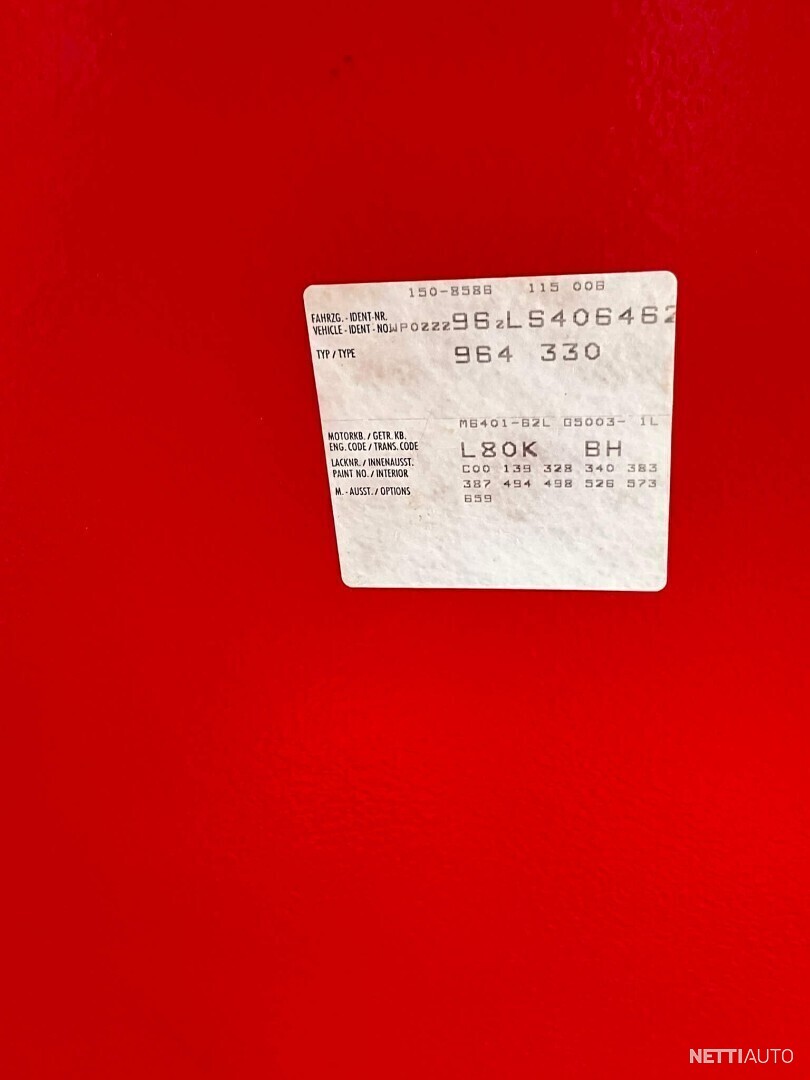 150-8586 115 006
FAHRZG.-IDENT-NR.
VEHICLE-IDENT-NO.WP0ZZZ96ZLS406462
TYP / TYPE 964 330
M6401-62L G5003- 1L
MOTORKB. / GETR. KB.
ENG. CODE / TRANS. CODE L80K BH
LACKNR. / INNENAUSST. C00 139 328 340 383
PAINT NO. / INTERIOR 387 494 498 526 573
M.-AUSST. / OPTIONS 659
NETTIAUTO